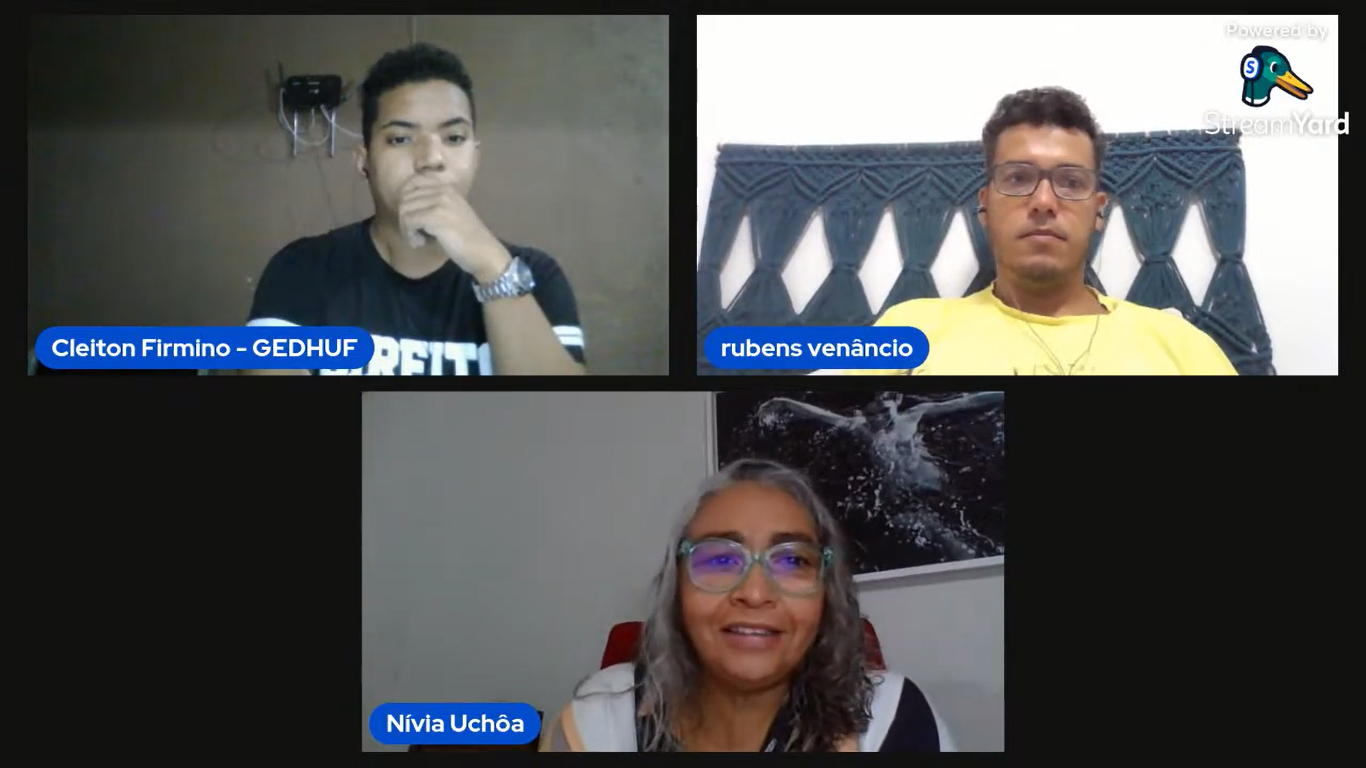 Powered by
S
StreamYard
Cleiton Firmino - GEDHUF
rubens venâncio
Nívia Uchôa